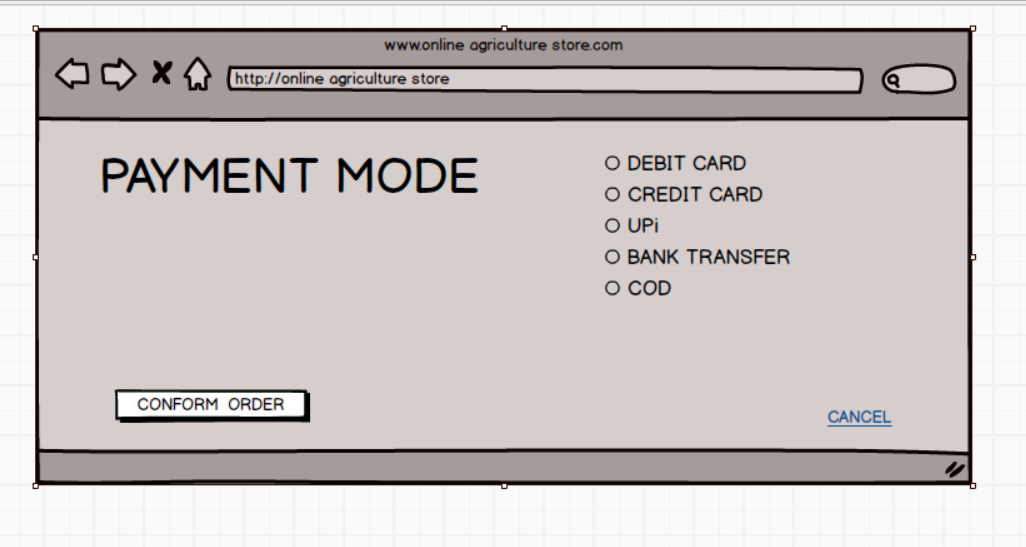 www.online agriculture store.com
http://online agriculture store
PAYMENT MODE
DEBIT CARD
CREDIT CARD
UPi
BANK TRANSFER
COD
CONFORM ORDER
CANCEL